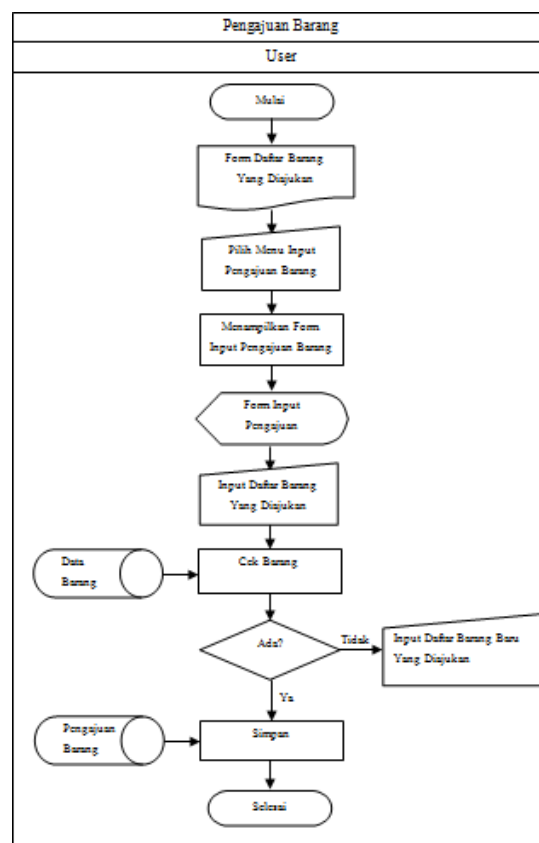 Pengajuan Barang
User
Mulai
Form Daftar Barang
Yang Diajukan
Pilih Menu Input
Pengajuan Barang
Menampilkan Form
Input Pengajuan Barang
Form Input
Pengajuan
Input Daftar Barang
Yang Diajukan
Data
Barang
Cek Barang
Ada?
Tidak
Input Daftar Barang Baru
Yang Diajukan
Ya
Pengajuan
Barang
Simpan
Selesai